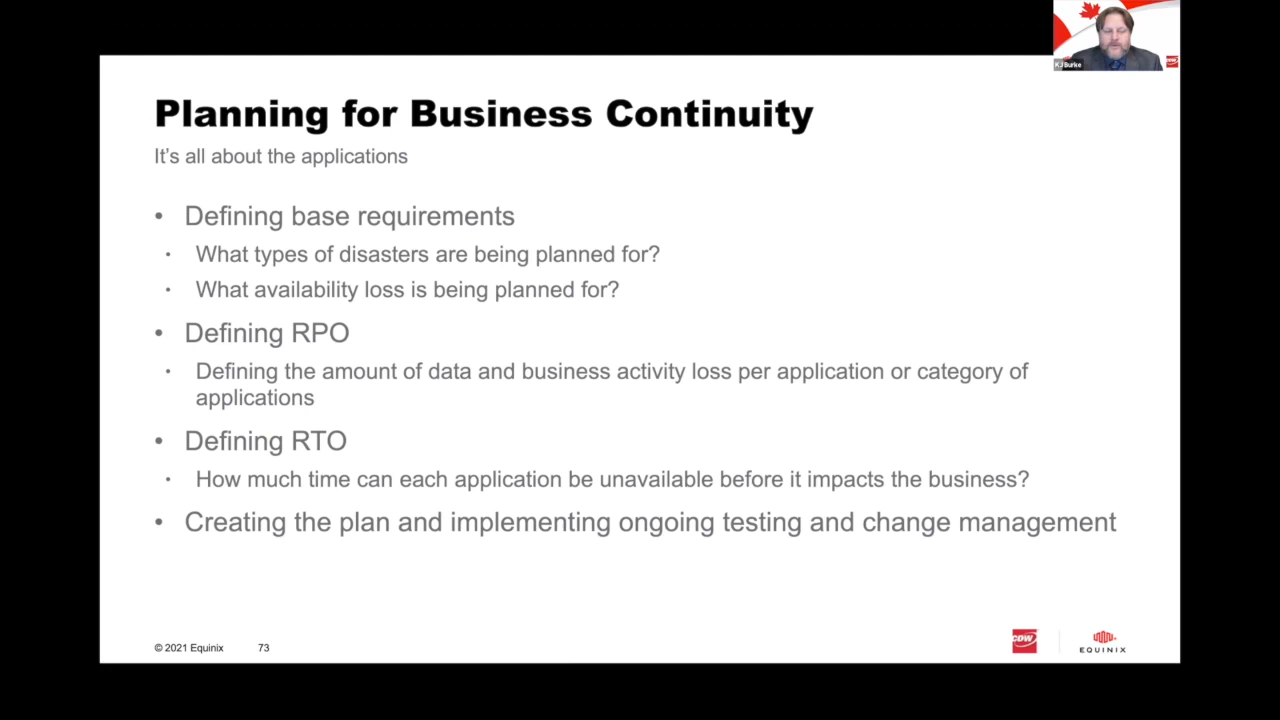 KJ Burke
Planning for Business Continuity
It's all about the applications
• Defining base requirements
• What types of disasters are being planned for?
• What availability loss is being planned for?
• Defining RPO
• Defining the amount of data and business activity loss per application or category of
applications
• Defining RTO
• How much time can each application be unavailable before it impacts the business?
• Creating the plan and implementing ongoing testing and change management
© 2021 Equinix 73
CDW
EQUINIX